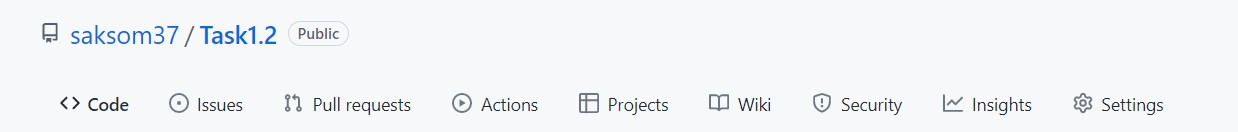 saksom37 / Task1.2 Public
Code Issues Pull requests Actions Projects Wiki Security Insights Settings